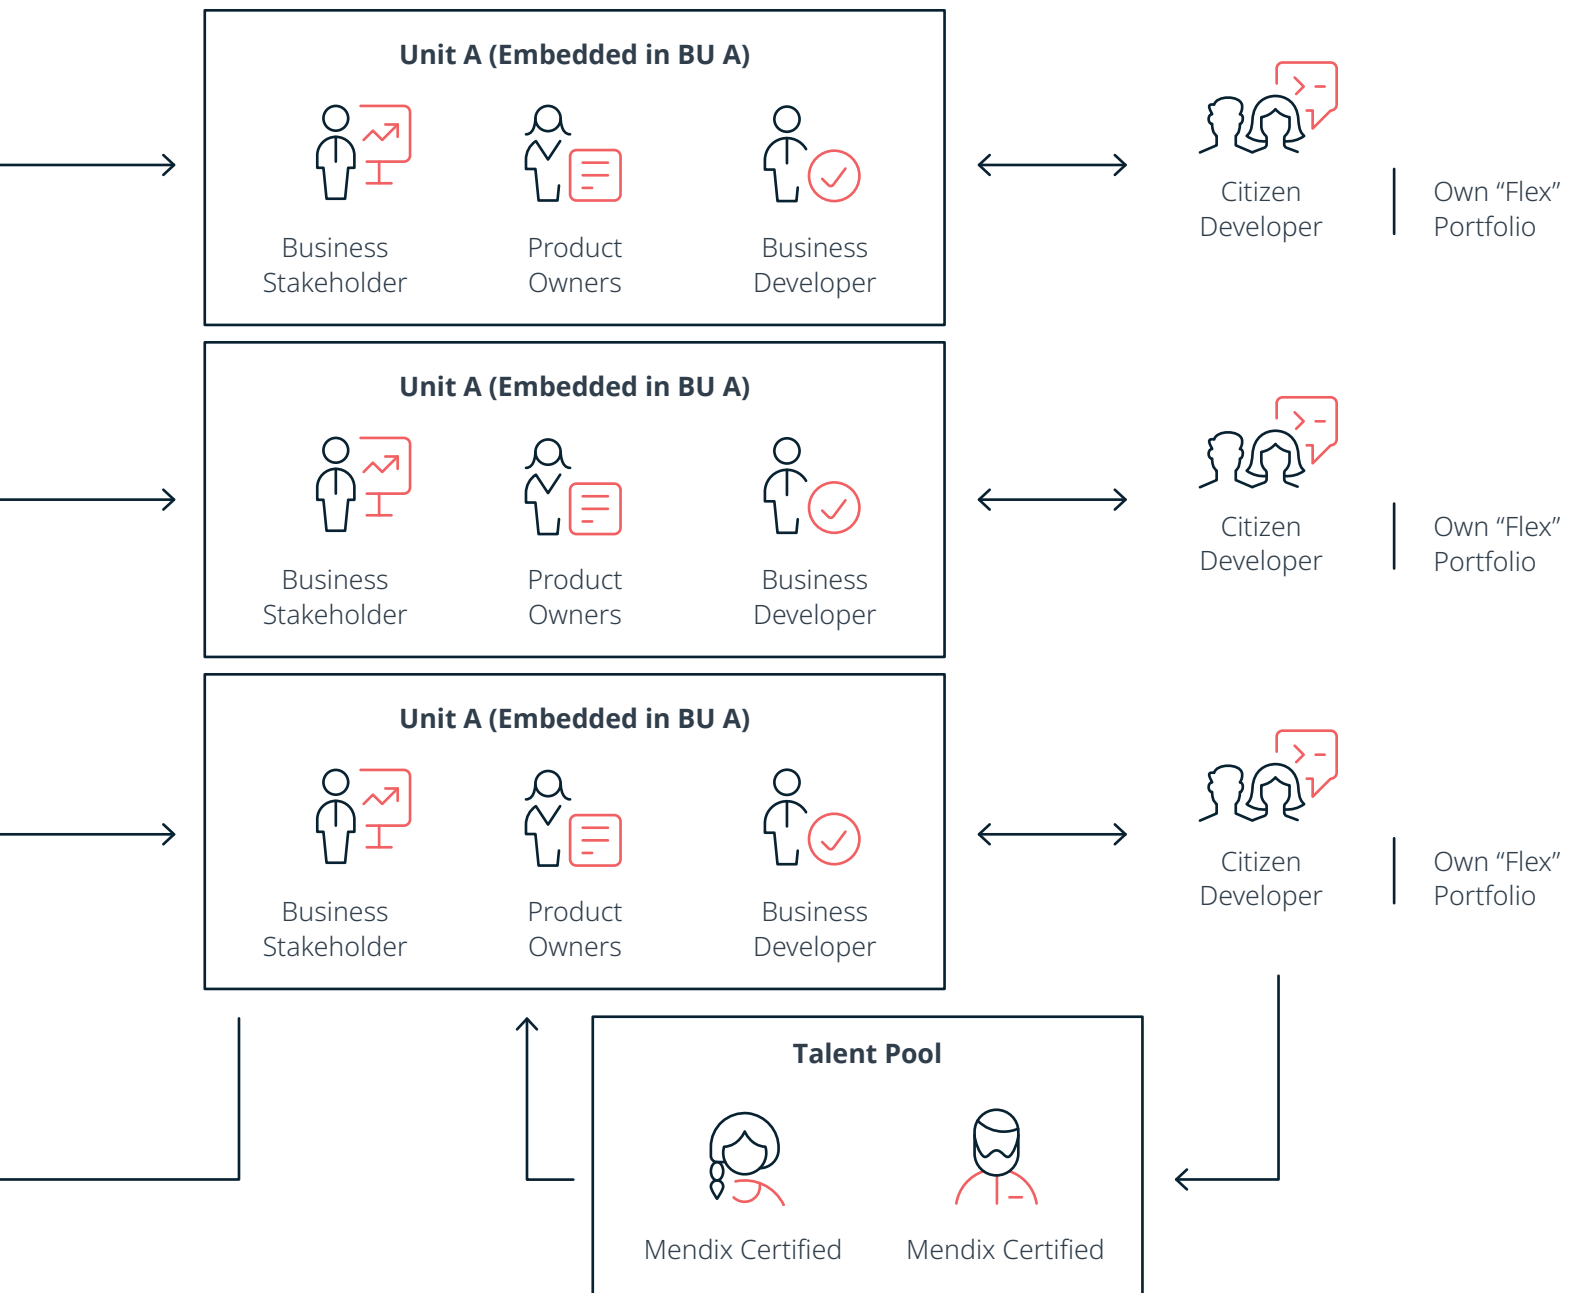 Unit A (Embedded in BU A)
Business
Stakeholder
Product
Owners
Business
Developer
Citizen
Developer
Own “Flex”
Portfolio
Unit A (Embedded in BU A)
Business
Stakeholder
Product
Owners
Business
Developer
Citizen
Developer
Own “Flex”
Portfolio
Unit A (Embedded in BU A)
Business
Stakeholder
Product
Owners
Business
Developer
Citizen
Developer
Own “Flex”
Portfolio
Talent Pool
Mendix Certified
Mendix Certified